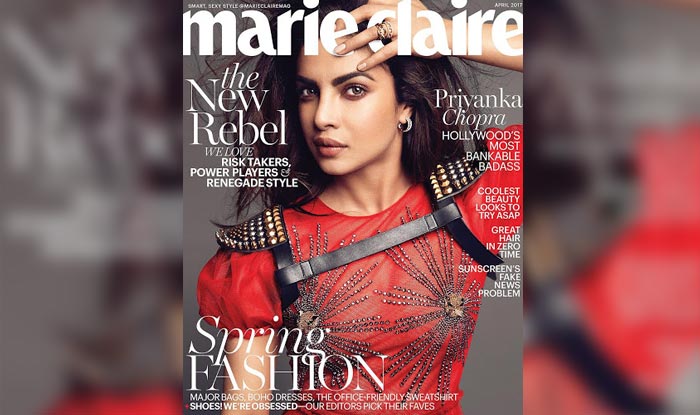 SMART, SEXY STYLE @MARIECLAIREMAG
APRIL 2017
marie claire
the
New
Rebel
WE LOVE
RISK TAKERS,
POWER PLAYERS &
RENEGADE STYLE
Priyanka
Chopra
HOLLYWOOD'S
MOST
BANKABLE
BADASS
COOLEST
BEAUTY
LOOKS TO
TRY ASAP
GREAT
HAIR
IN ZERO
TIME
SUNSCREEN'S
FAKE
NEWS
PROBLEM
Spring
FASHION
MAJOR BAGS, BOHO DRESSES, THE OFFICE-FRIENDLY SWEATSHIRT
SHOES! WE'RE OBSESSED—OUR EDITORS PICK THEIR FAVES